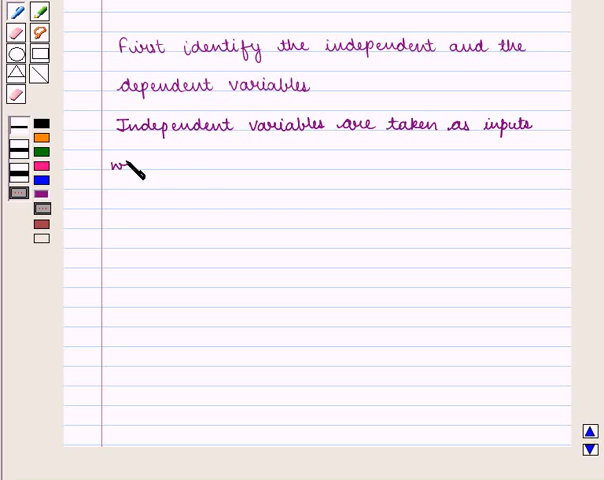 First identify the independent and the
dependent variables
Independent variables are taken as inputs